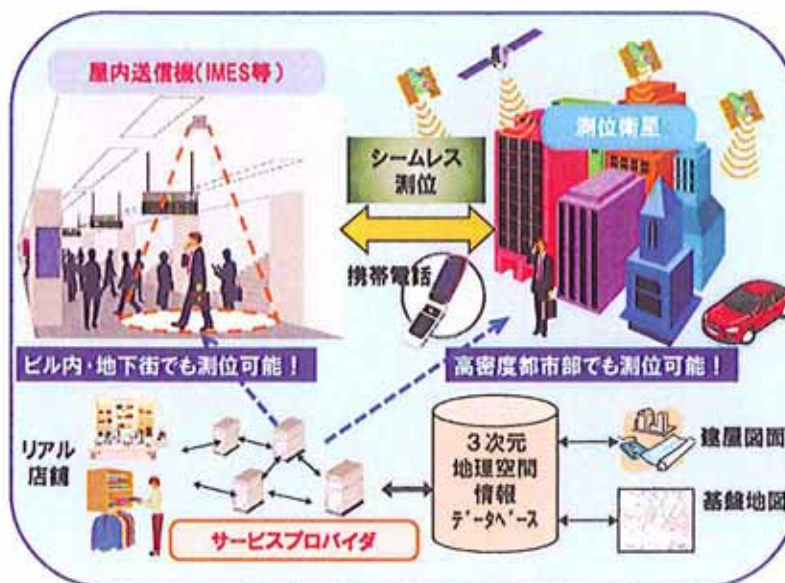 屋内送信機(IMES等)
測位衛星
シームレス
測位
携帯電話
ビル内・地下街でも測位可能!
高密度都市部でも測位可能!
リアル
店舗
サービスプロバイダ
3次元
地理空間
情報
データベース
建屋図面
基盤地図